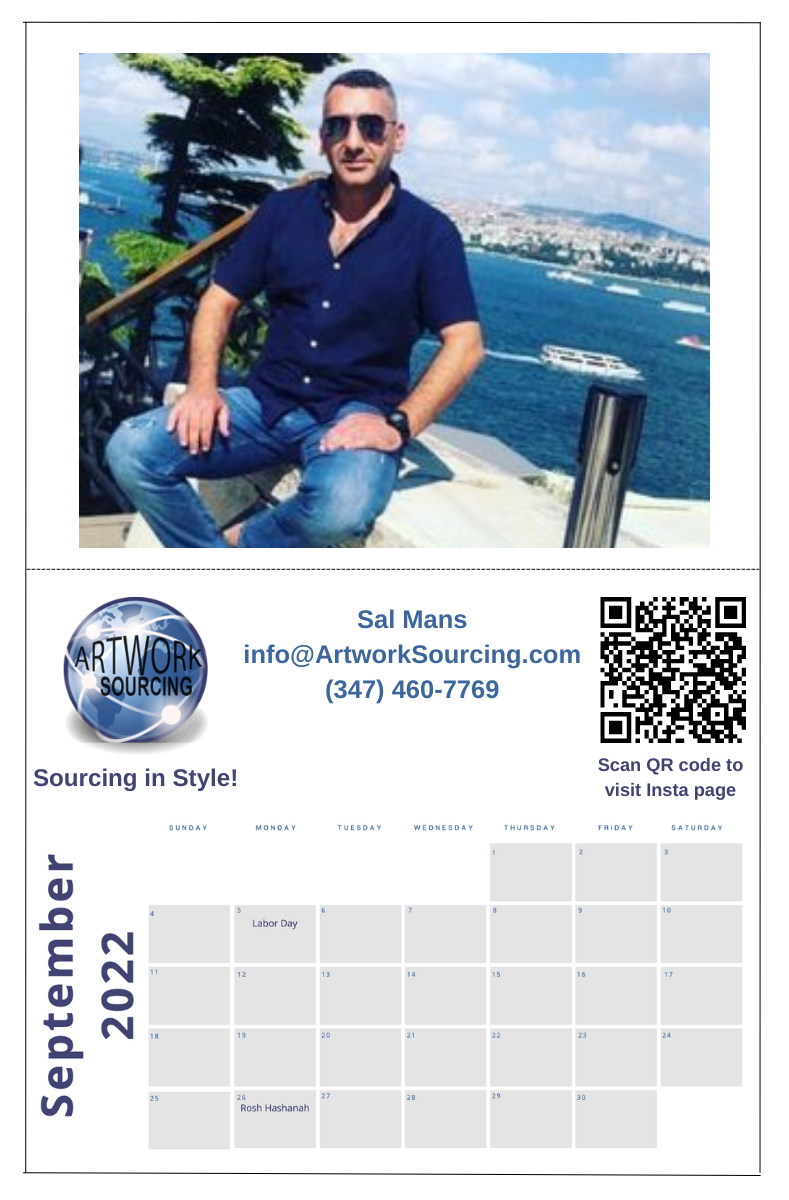 ARTWORK
SOURCING
Sourcing in Style!
Sal Mans
info@ArtworkSourcing.com
(347) 460-7769
Scan QR code to
visit Insta page
September
2022
SUNDAY MONDAY TUESDAY WEDNESDAY THURSDAY FRIDAY SATURDAY
1 2 3
4 5 6 7 8 9 10
Labor Day
11 12 13 14 15 16 17
18 19 20 21 22 23 24
25 26 27 28 29 30
Rosh Hashanah